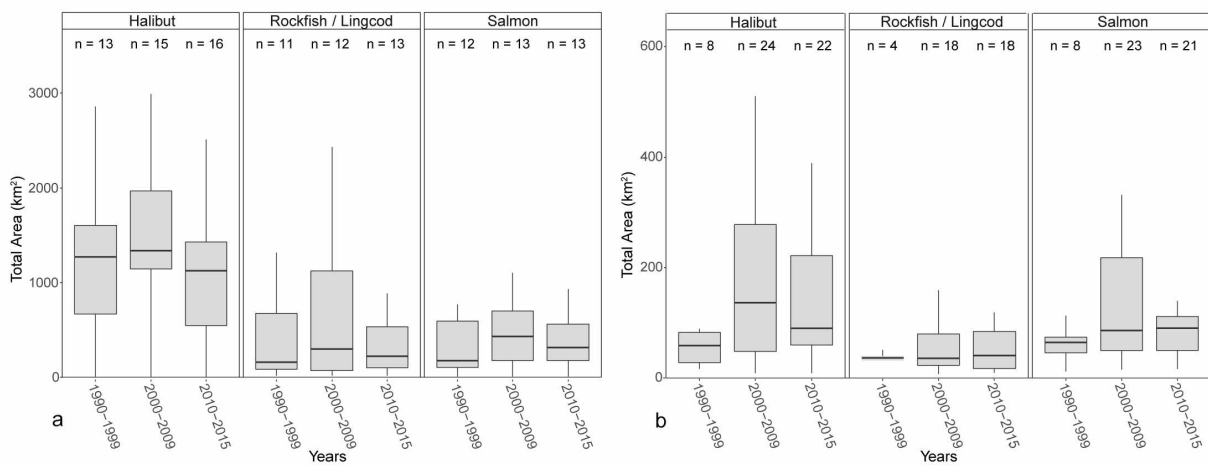 Halibut Rockfish / Lingcod Salmon
n = 13 n = 15 n = 16 n = 11 n = 12 n = 13 n = 12 n = 13 n = 13
3000
2000
1000
0
Total Area (km²)
1990−1999 2000−2009 2010−2015 1990−1999 2000−2009 2010−2015 1990−1999 2000−2009 2010−2015
a
Years
Halibut Rockfish / Lingcod Salmon
n = 8 n = 24 n = 22 n = 4 n = 18 n = 18 n = 8 n = 23 n = 21
600
400
200
0
Total Area (km²)
1990−1999 2000−2009 2010−2015 1990−1999 2000−2009 2010−2015 1990−1999 2000−2009 2010−2015
b
Years